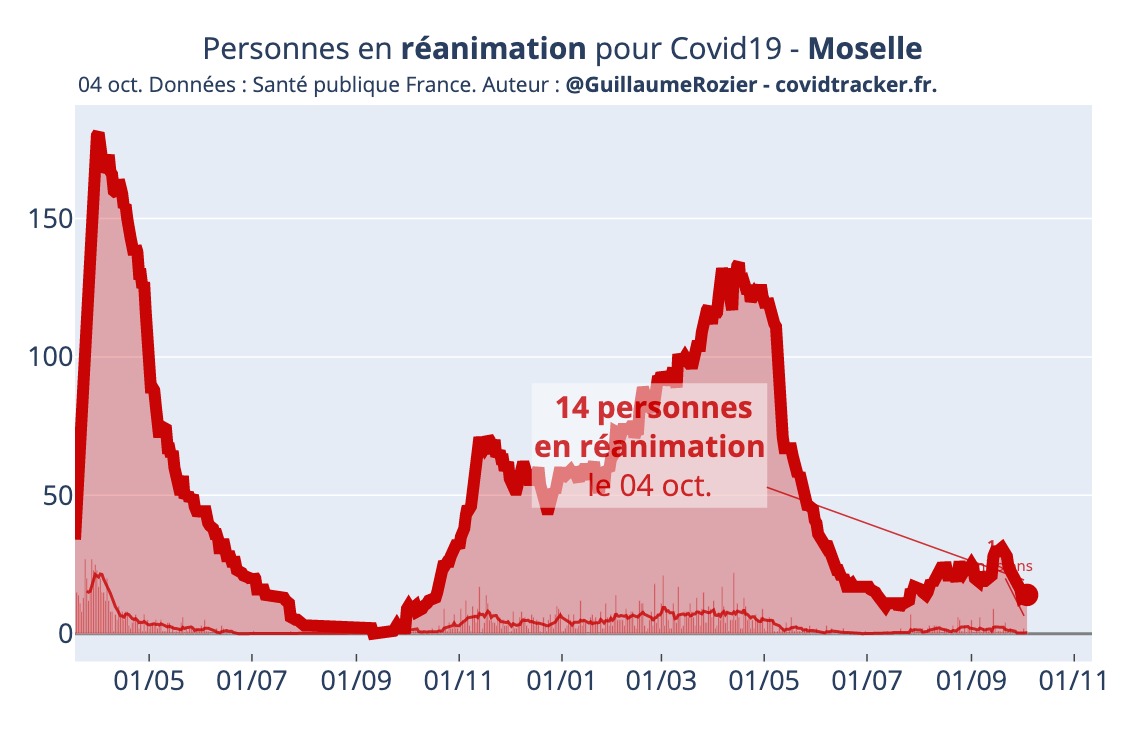 Personnes en réanimation pour Covid19 - Moselle
04 oct. Données : Santé publique France. Auteur : @GuillaumeRozier - covidtracker.fr.
150
100
50
0
14 personnes
en réanimation
le 04 oct.
01/05 01/07 01/09 01/11 01/01 01/03 01/05 01/07 01/09 01/11